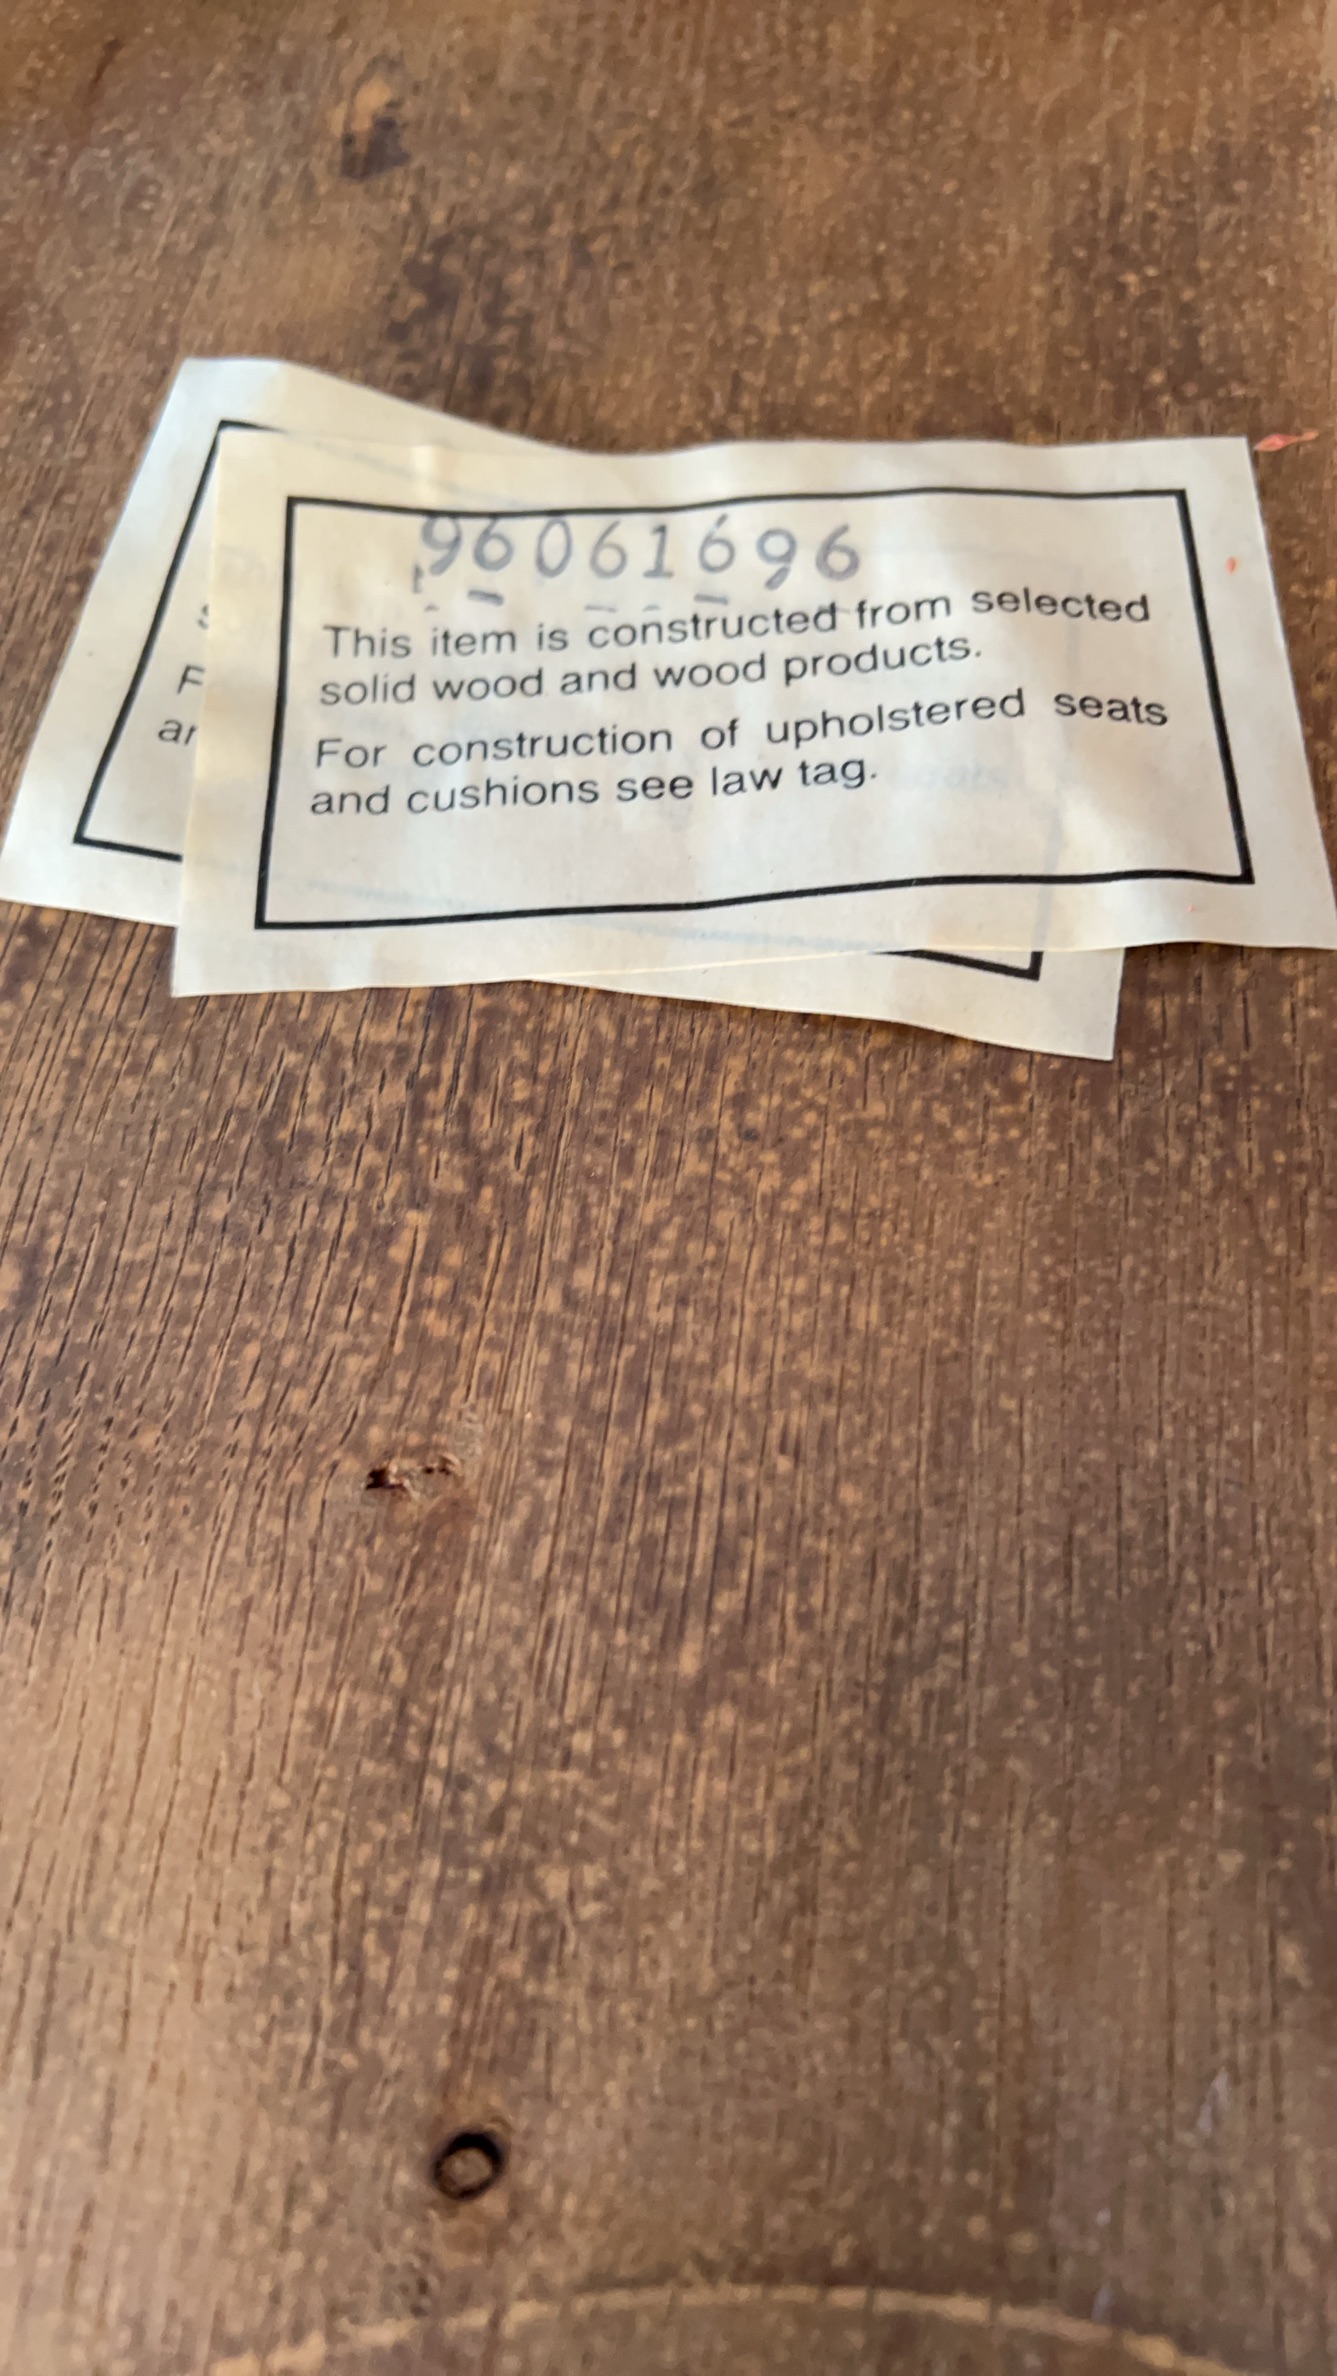 96061696
This item is constructed from selected
solid wood and wood products.
For construction of upholstered seats
and cushions see law tag.
F
ar